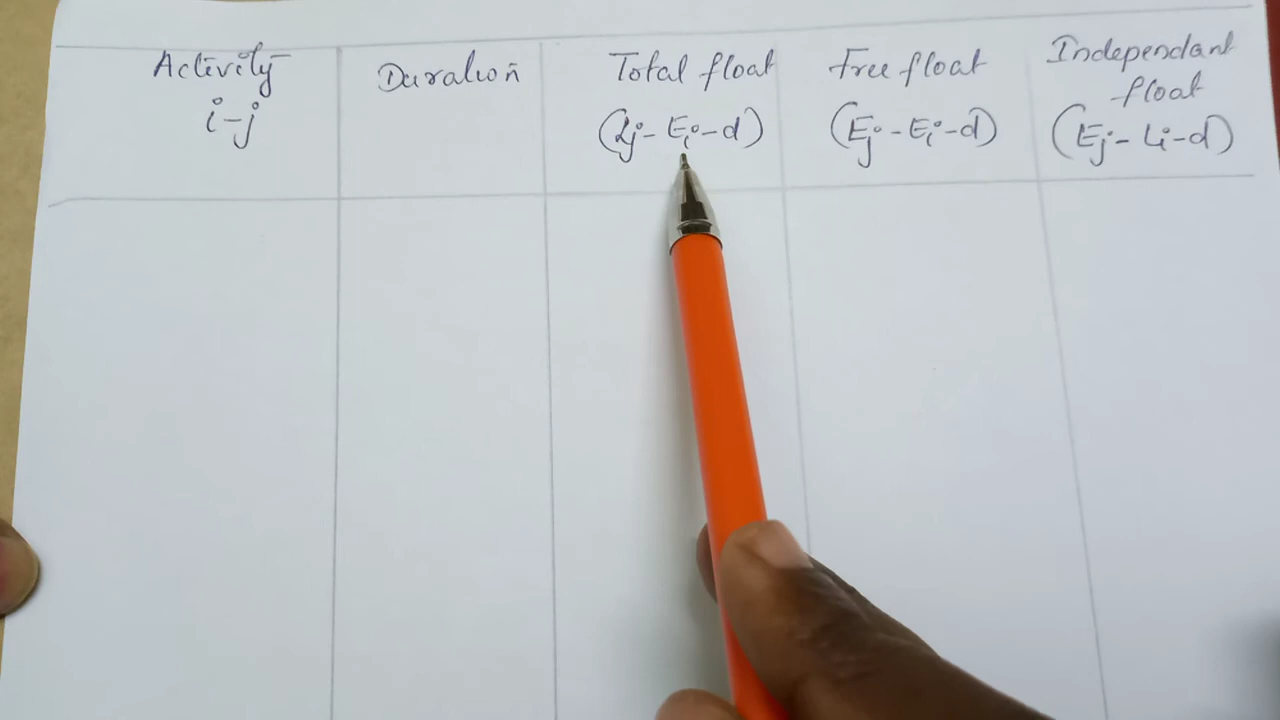 Activity
i-j
Duration
Total float
(Lj-Ei-d)
Free float
(Ej-Ei-d)
Independant
float
(Ej-Li-d)